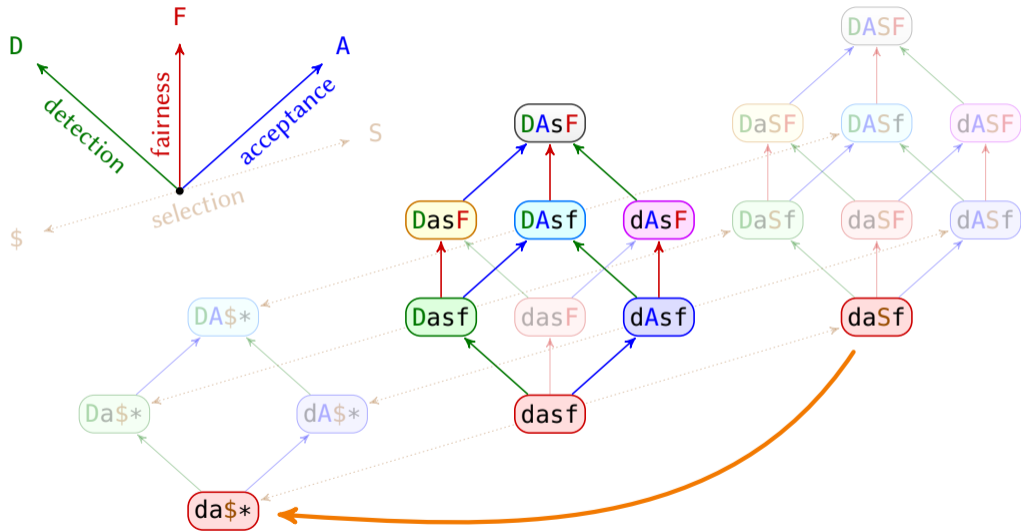 DASF
F
D
A
fairness
detection
acceptance
DaSF
DASf
dASF
DAsF
S
selection
$
DasF
DAsf
dAsF
DaSf
daSF
dASf
DA$*
Dasf
dasF
dAsf
daSf
Da$*
dA$*
dasf
da$*